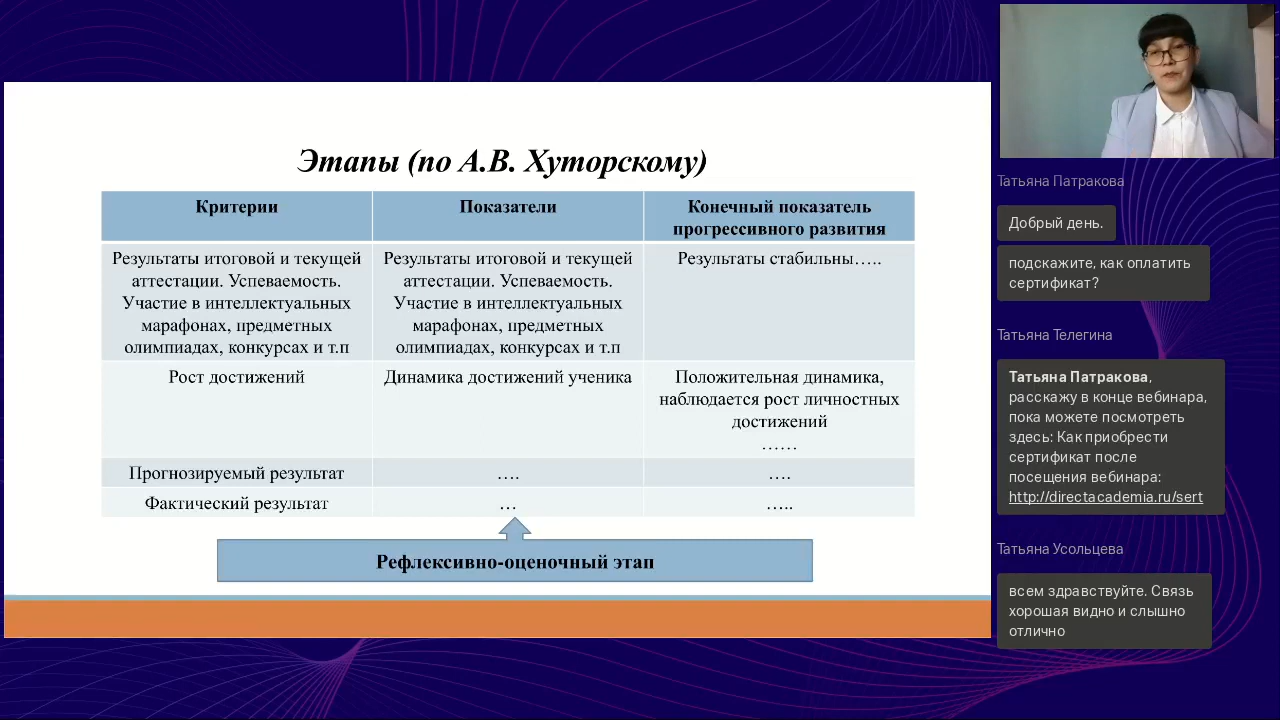 Этапы (по А.В. Хуторскому)
Критерии
Показатели
Конечный показатель
прогрессивного развития
Результаты итоговой и текущей
аттестации. Успеваемость.
Участие в интеллектуальных
марафонах, предметных
олимпиадах, конкурсах и т.п
Результаты итоговой и текущей
аттестации. Успеваемость.
Участие в интеллектуальных
марафонах, предметных
олимпиадах, конкурсах и т.п
Результаты стабильны…..
Рост достижений
Динамика достижений ученика
Положительная динамика,
наблюдается рост личностных
достижений
……
Прогнозируемый результат
….
….
Фактический результат
…
…..
Рефлексивно-оценочный этап
Татьяна Патракова
Добрый день.
подскажите, как оплатить
сертификат?
Татьяна Телегина
Татьяна Патракова,
расскажу в конце вебинара,
пока можете посмотреть
здесь: Как приобрести
сертификат после
посещения вебинара:
http://directacademia.ru/sert
Татьяна Усольцева
всем здравствуйте. Связь
хорошая видно и слышно
отлично